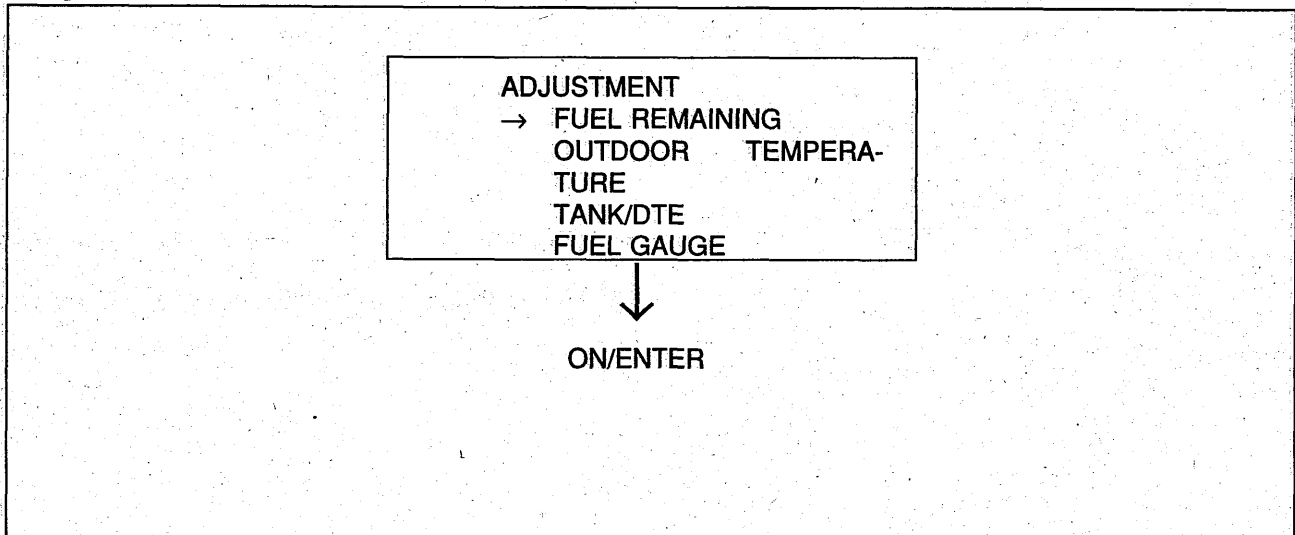 ADJUSTMENT
→ FUEL REMAINING
OUTDOOR TEMPERA-
TURE
TANK/DTE
FUEL GAUGE
ON/ENTER